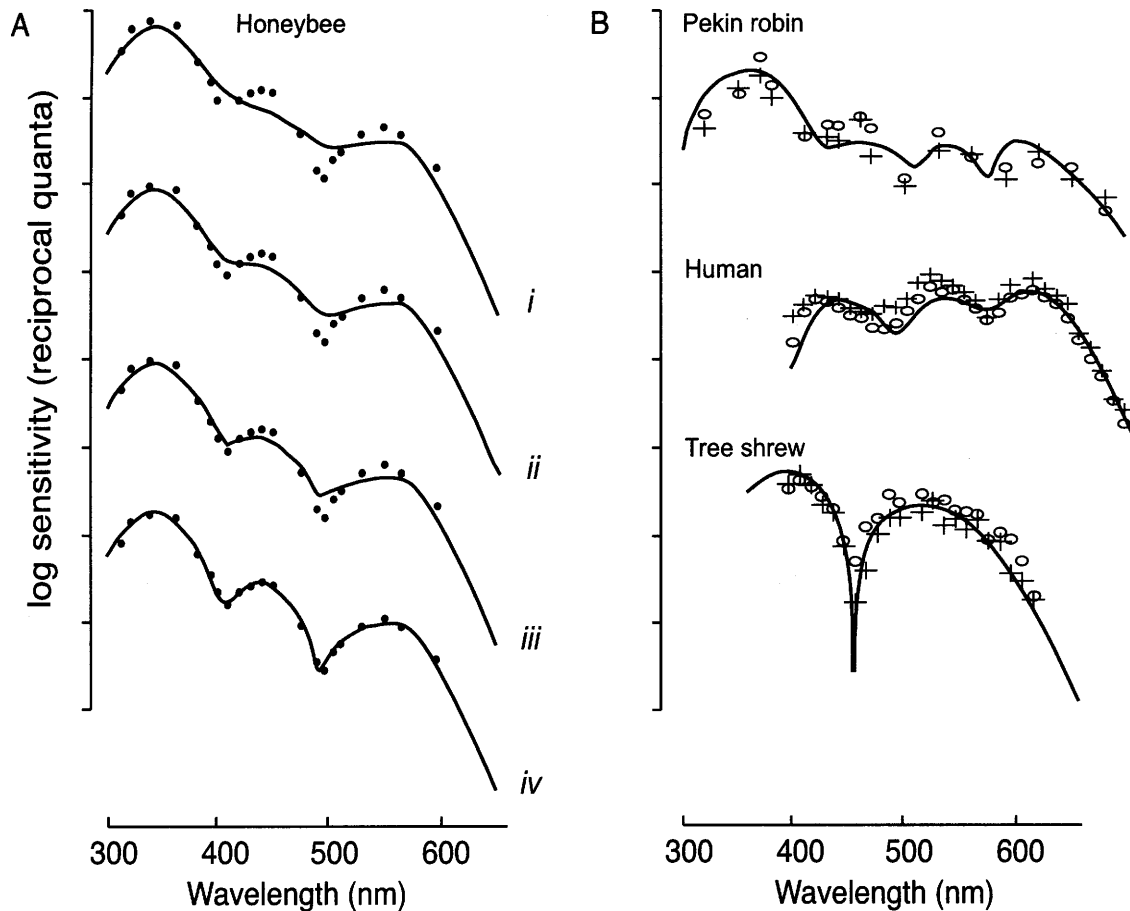 A
Honeybee
log sensitivity (reciprocal quanta)
i
ii
iii
iv
300 400 500 600
Wavelength (nm)
B
Pekin robin
Human
Tree shrew
300 400 500 600
Wavelength (nm)